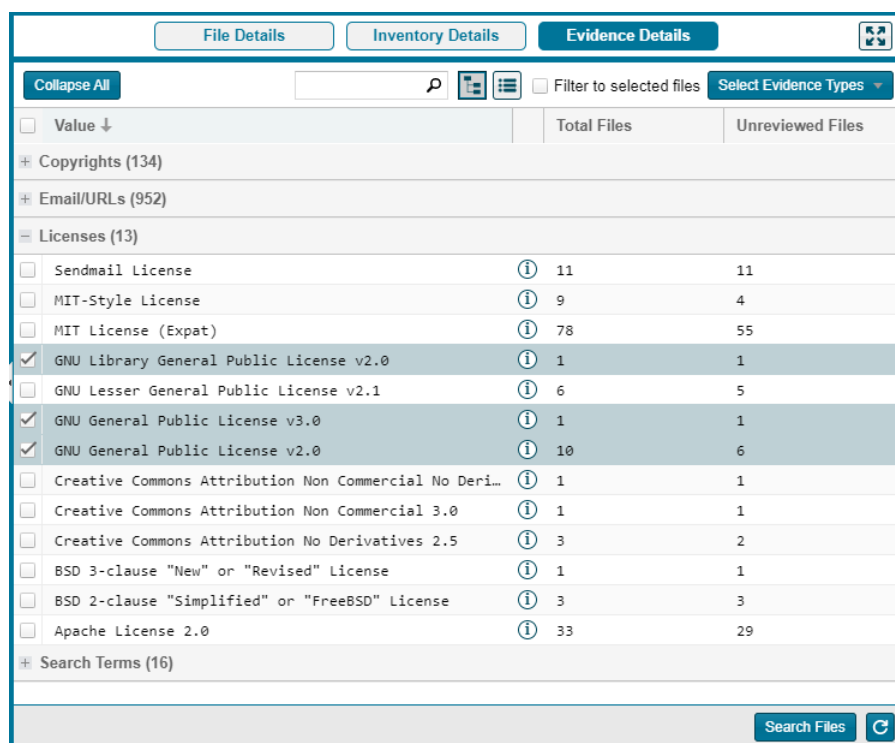 File Details Inventory Details Evidence Details
Collapse All Filter to selected files Select Evidence Types
Value Total Files Unreviewed Files
Copyrights (134)
Email/URLs (952)
Licenses (13)
Sendmail License 11 11
MIT-Style License 9 4
MIT License (Expat) 78 55
GNU Library General Public License v2.0 1 1
GNU Lesser General Public License v2.1 6 5
GNU General Public License v3.0 1 1
GNU General Public License v2.0 10 6
Creative Commons Attribution Non Commercial No Deri… 1 1
Creative Commons Attribution Non Commercial 3.0 1 1
Creative Commons Attribution No Derivatives 2.5 3 2
BSD 3-clause "New" or "Revised" License 1 1
BSD 2-clause "Simplified" or "FreeBSD" License 3 3
Apache License 2.0 33 29
Search Terms (16)
Search Files